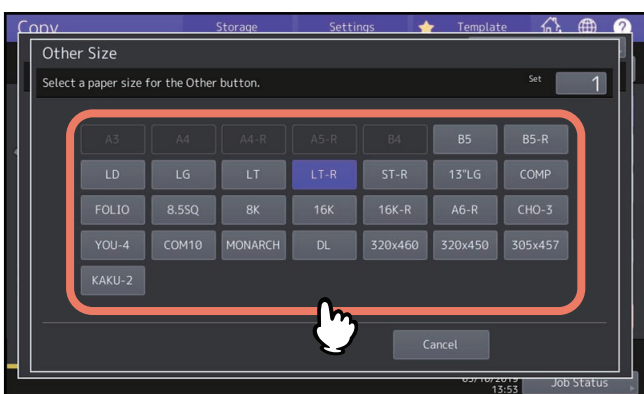 Copy
Storage
Settings
Template
?
Other Size
Select a paper size for the Other button.
Set
1
A3 A4 A4-R A5-R B4 B5 B5-R
LD LG LT LT-R ST-R 13"LG COMP
FOLIO 8.5SQ 8K 16K 16K-R A6-R CHO-3
YOU-4 COM10 MONARCH DL 320x460 320x450 305x457
KAKU-2
Cancel
13:53
Job Status